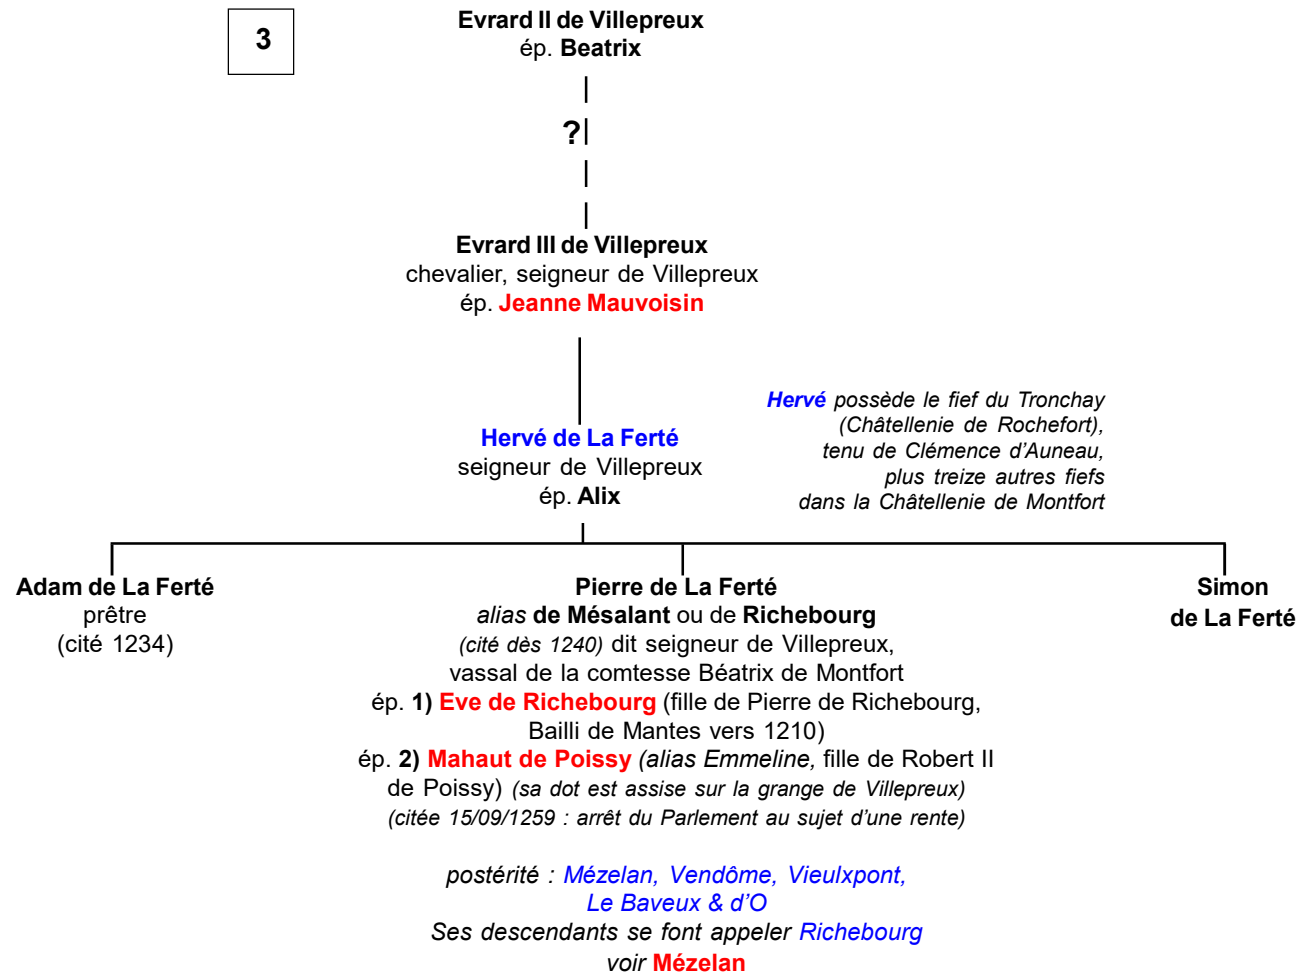 3
Evrard II de Villepreux
ép. Beatrix
?
Evrard III de Villepreux
chevalier, seigneur de Villepreux
ép. Jeanne Mauvoisin
Hervé de La Ferté
seigneur de Villepreux
ép. Alix
Hervé possède le fief du Tronchay
(Châtellenie de Rochefort),
tenu de Clémence d'Auneau,
plus treize autres fiefs
dans la Châtellenie de Montfort
Adam de La Ferté
prêtre
(cité 1234)
Pierre de La Ferté
alias de Mésalant ou de Richebourg
(cité dès 1240) dit seigneur de Villepreux,
vassal de la comtesse Béatrix de Montfort
ép. 1) Eve de Richebourg (fille de Pierre de Richebourg,
Bailli de Mantes vers 1210)
ép. 2) Mahaut de Poissy (alias Emmeline, fille de Robert II
de Poissy) (sa dot est assise sur la grange de Villepreux)
(citée 15/09/1259 : arrêt du Parlement au sujet d'une rente)
postérité : Mézelan, Vendôme, Vieulxpont,
Le Baveux & d'O
Ses descendants se font appeler Richebourg
voir Mézelan
Simon
de La Ferté